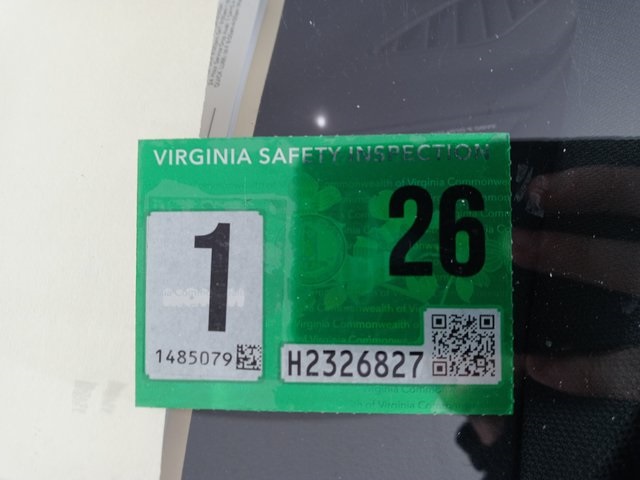 VIRGINIA SAFETY INSPECTION
1
26
1485079
H2326827